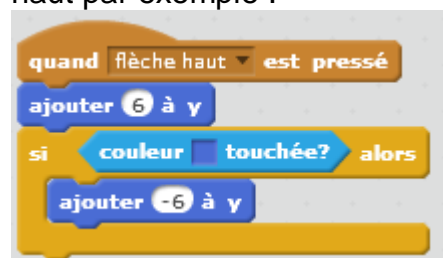 haut par exemple :
quand flèche haut est pressé
ajouter 6 à y
si couleur touchée? alors
ajouter -6 à y